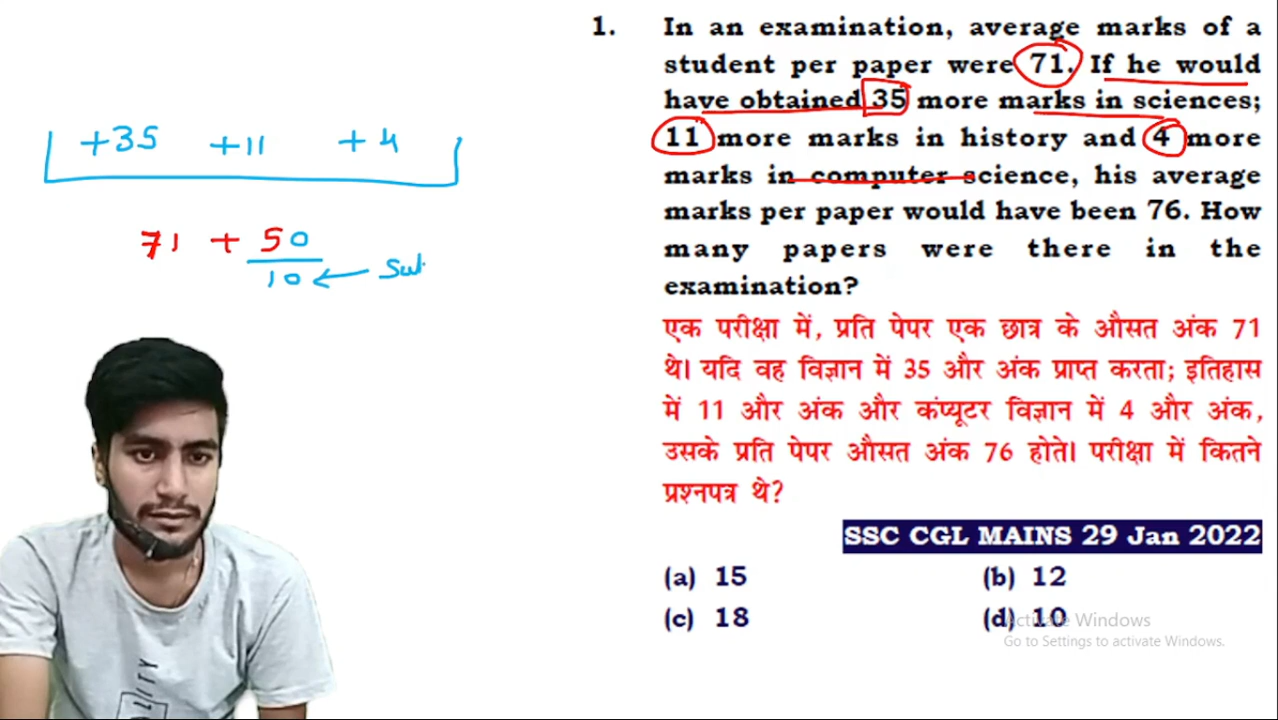 1. In an examination, average marks of a
student per paper were 71. If he would
have obtained 35 more marks in sciences;
11 more marks in history and 4 more
marks in computer science, his average
marks per paper would have been 76. How
many papers were there in the
examination?
एक परीक्षा में, प्रति पेपर एक छात्र के औसत अंक 71
थे। यदि वह विज्ञान में 35 और अंक प्राप्त करता; इतिहास
में 11 और अंक और कंप्यूटर विज्ञान में 4 और अंक,
उसके प्रति पेपर औसत अंक 76 होते। परीक्षा में कितने
प्रश्नपत्र थे?
SSC CGL MAINS 29 Jan 2022
(a) 15 (b) 12
(c) 18 (d) 10
Activate Windows
Go to Settings to activate Windows.
+35 +11 +4
71 + 50
10 ← Sub